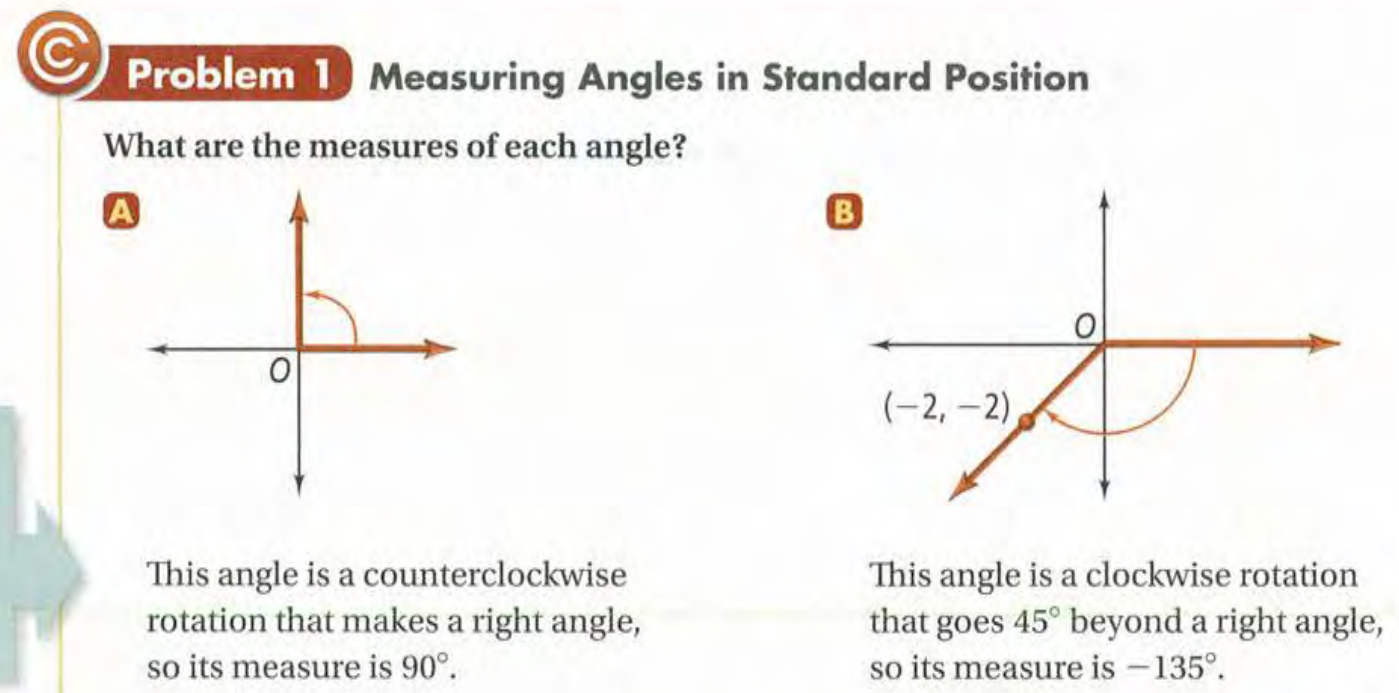 © Problem 1 Measuring Angles in Standard Position
What are the measures of each angle?
A
O
This angle is a counterclockwise
rotation that makes a right angle,
so its measure is 90°.
B
O
(−2, −2)
This angle is a clockwise rotation
that goes 45° beyond a right angle,
so its measure is −135°.